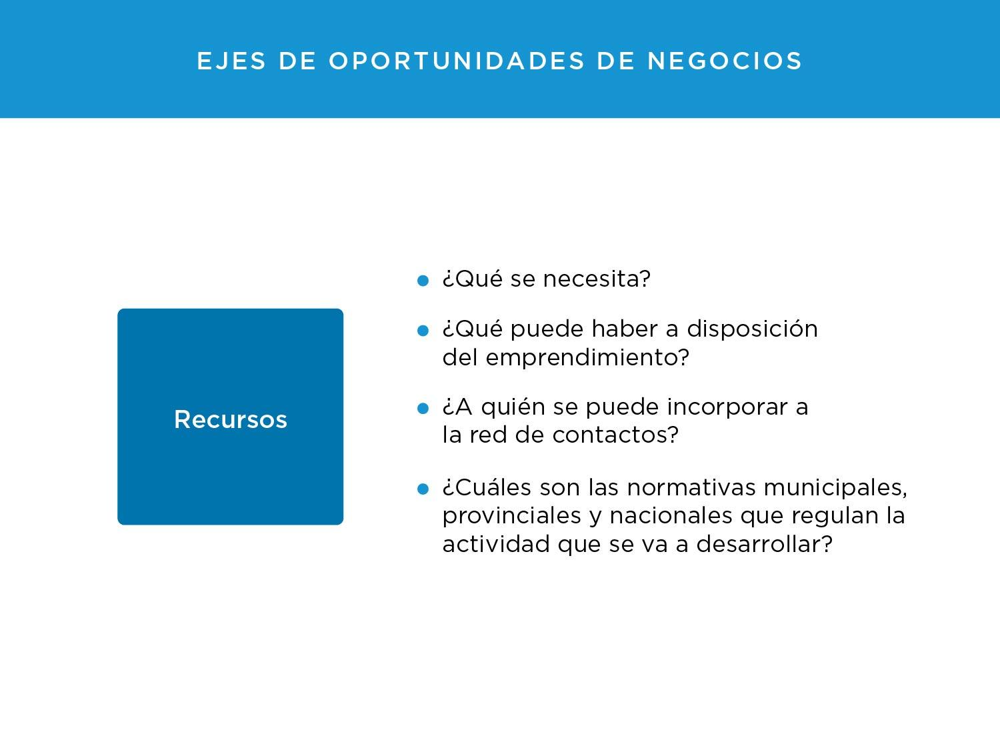 EJES DE OPORTUNIDADES DE NEGOCIOS
Recursos
¿Qué se necesita?
¿Qué puede haber a disposición
del emprendimiento?
¿A quién se puede incorporar a
la red de contactos?
¿Cuáles son las normativas municipales,
provinciales y nacionales que regulan la
actividad que se va a desarrollar?